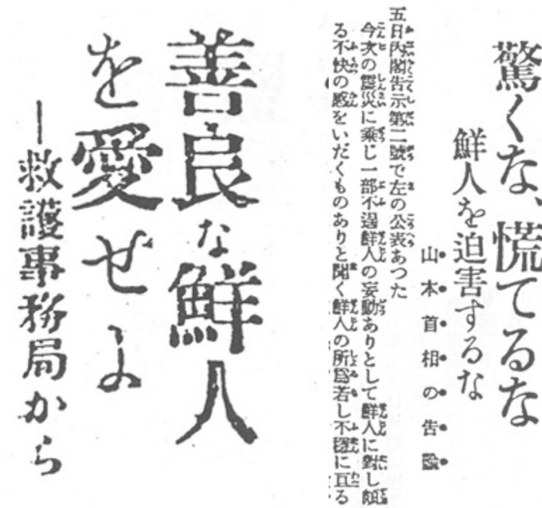 驚くな、慌てるな
鮮人を迫害するな
山本首相の告諭
五日内閣告示第二號で左の公表あつた
今次の震災に乘じ一部不逞鮮人の妄動ありとして鮮人に對し頗
る不快の感をいだくものありと聞く鮮人の所爲若し不穩に亙る
善良な鮮人
を愛せよ
―救護事務局から